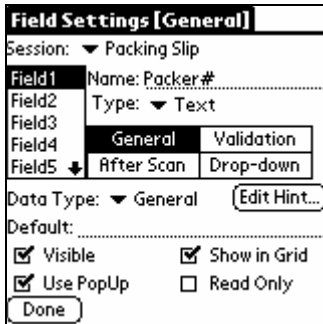 Field Settings [General]
Session: Packing Slip
Field1
Field2
Field3
Field4
Field5
Name: Packer#
Type: Text
General Validation
After Scan Drop-down
Data Type: General Edit Hint...
Default:
Visible Show in Grid
Use PopUp Read Only
Done